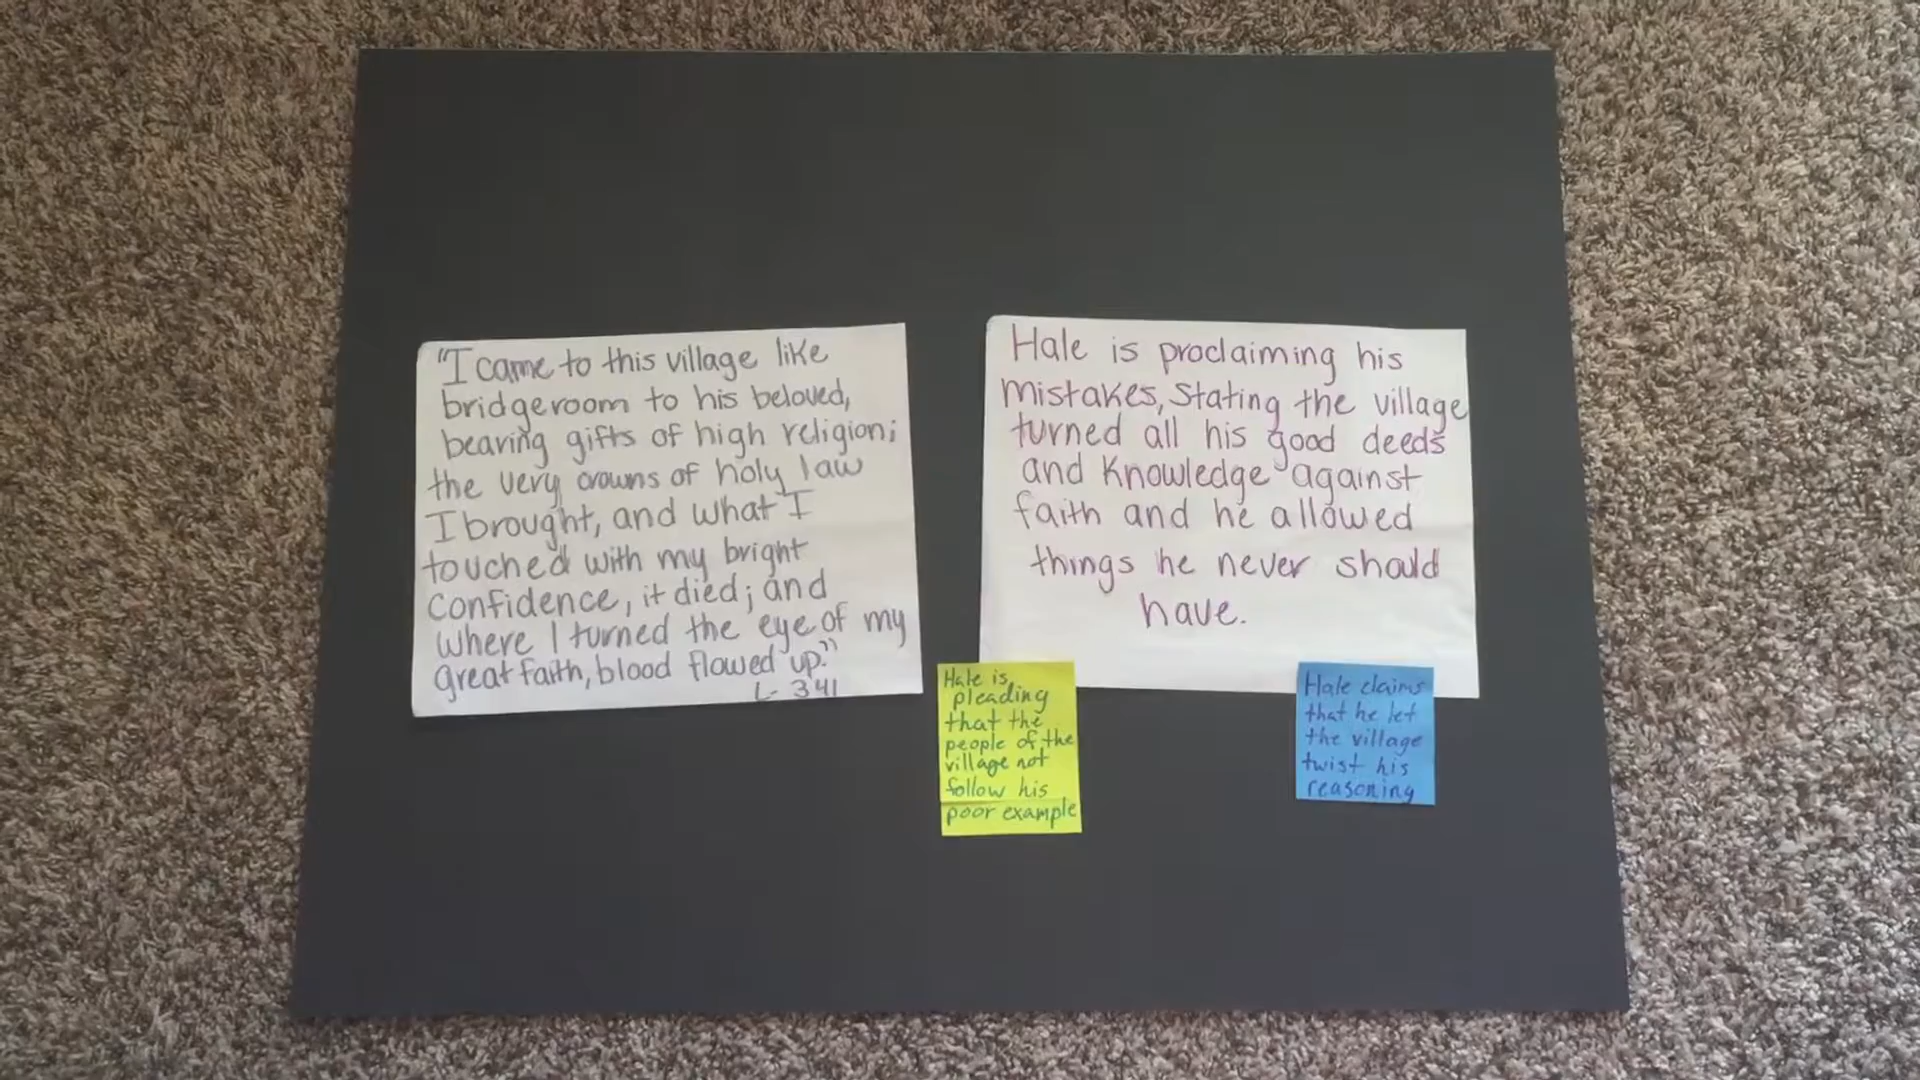 "I came to this village like
bridgeroom to his beloved,
bearing gifts of high religion;
the very crowns of holy law
I brought, and what I
touched with my bright
confidence, it died; and
where I turned the eye of my
great faith, blood flowed up."
L- 341
Hale is proclaiming his
mistakes, stating the village
turned all his good deeds
and knowledge against
faith and he allowed
things he never should
have.
Hale is
pleading
that the
people of the
village not
follow his
poor example
Hale claims
that he let
the village
twist his
reasoning